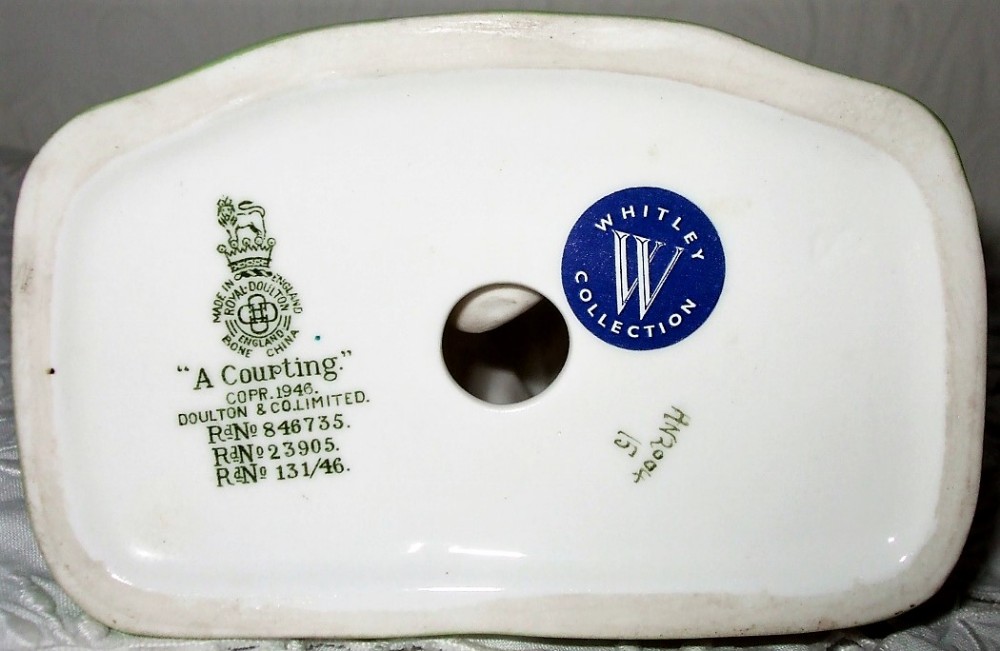 MADE IN ENGLAND
ROYAL·DOULTON
ENGLAND
BONE CHINA
"A Courting."
COPR.1946.
DOULTON & CO.LIMITED.
RdNo 846735.
RdNo 23905.
RdNo 131/46.
WHITLEY
W
COLLECTION
HN2004